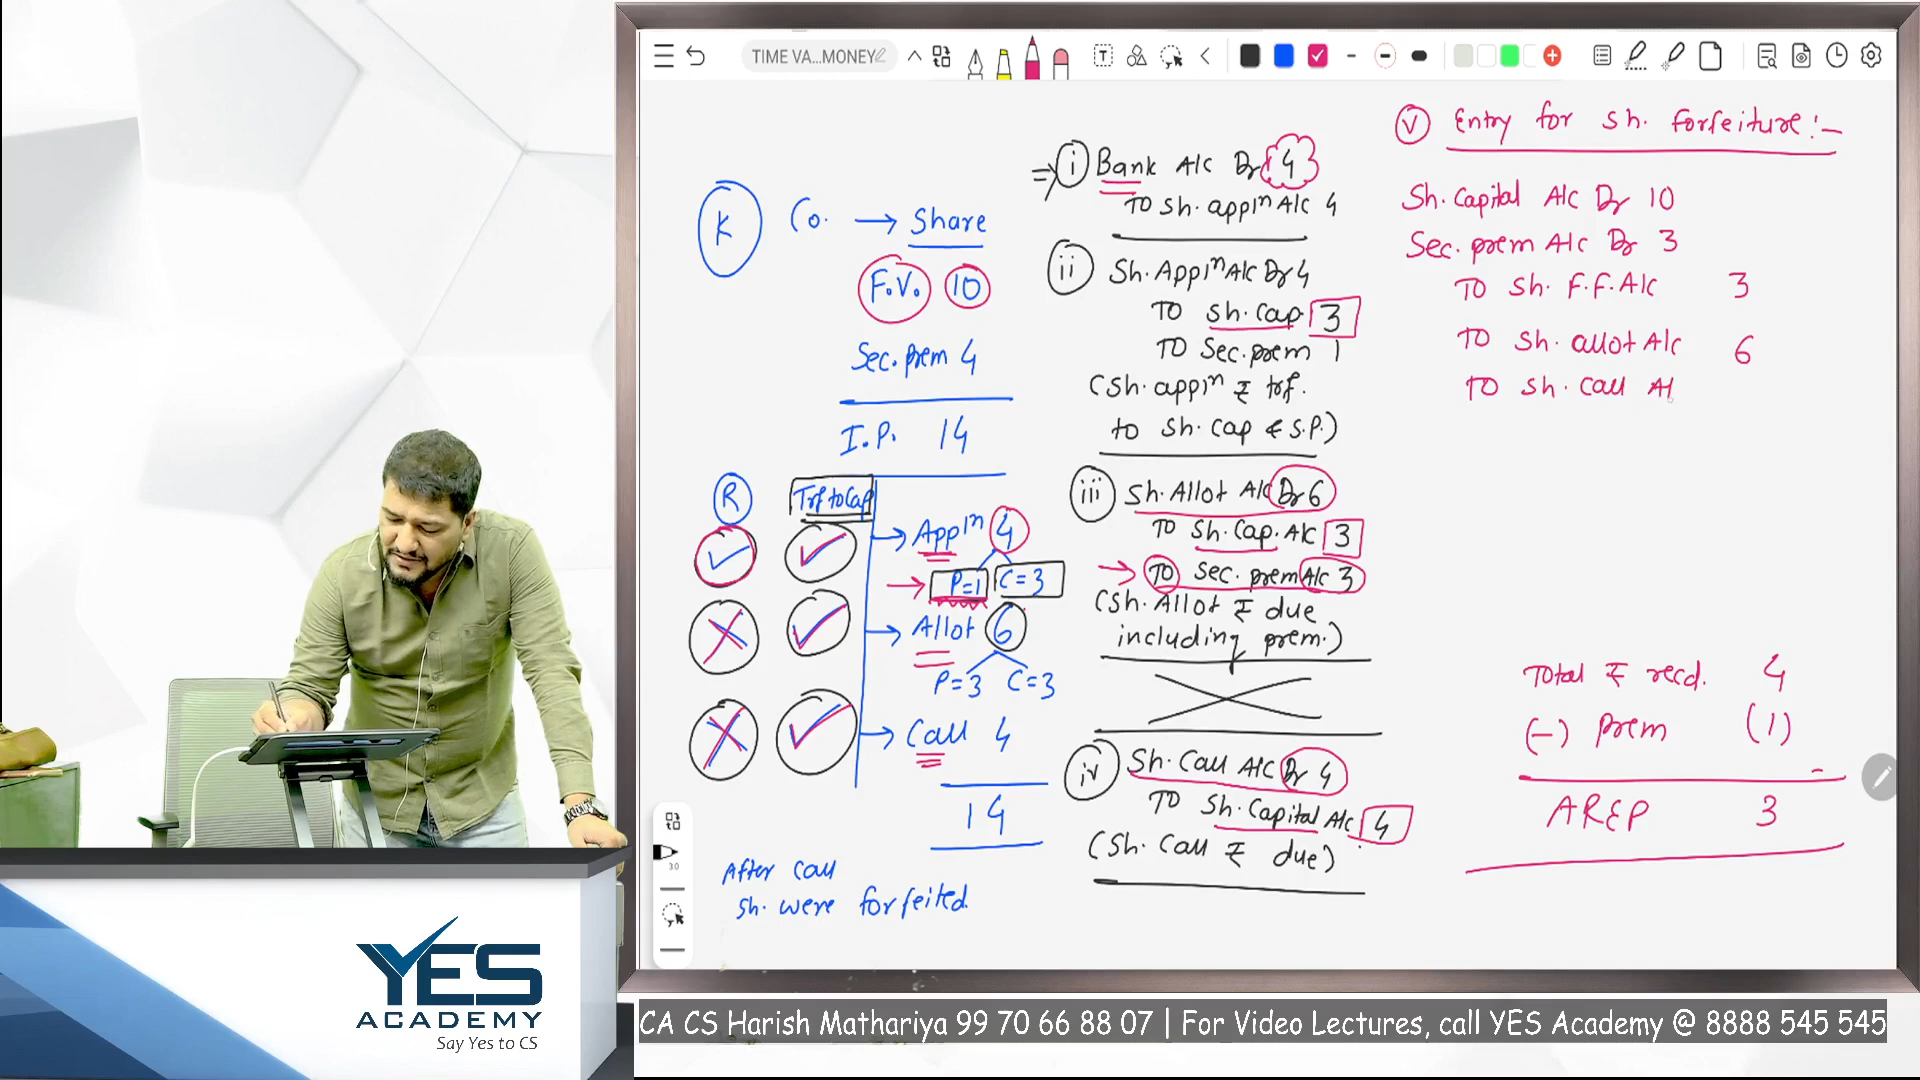 TIME VA...MONEY
K Co. → Share
F.V. 10
Sec. prem 4
I.P. 14
R Trf to Cap
→ Appln 4
→ P=1 C=3
→ Allot 6
P=3 C=3
→ Call 4
14
After Call
Sh. were forfeited.
⇒ i Bank A/c Dr 4
To Sh. appln A/c 4
ii Sh. Appln A/c Dr 4
To Sh. Cap. 3
To Sec. prem 1
(Sh. appln ₹ trf.
to Sh. Cap & S.P.)
iii Sh. Allot A/c Dr 6
To Sh. Cap. A/c 3
→ To Sec. prem A/c 3
(Sh. Allot ₹ due
including prem.)
iv Sh. Call A/c Dr 4
To Sh. Capital A/c 4
(Sh. Call ₹ due)
v Entry for Sh. Forfeiture:-
Sh. Capital A/c Dr 10
Sec. prem A/c Dr 3
To Sh. F.F. A/c 3
To Sh. allot A/c 6
To Sh. Call A/
Total ₹ recd. 4
(-) Prem (1)
AREP 3
30
YES
ACADEMY
Say Yes to CS
CA CS Harish Mathariya 99 70 66 88 07 | For Video Lectures, call YES Academy @ 8888 545 545